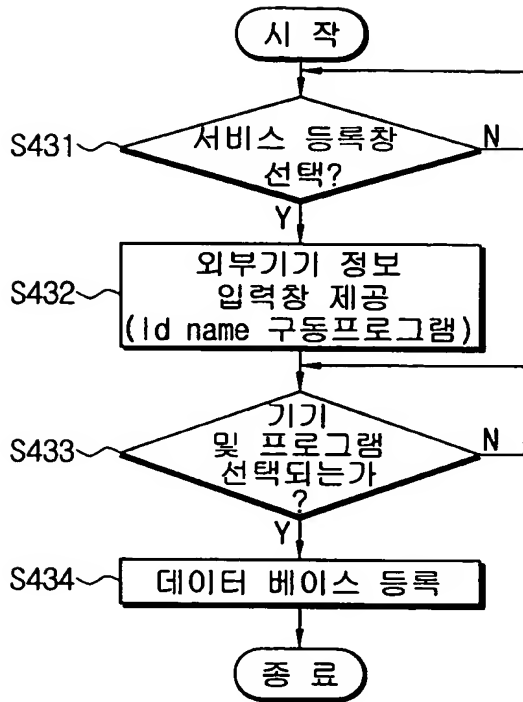 시 작
S431
서비스 등록창
선택?
N
Y
S432
외부기기 정보
입력창 제공
(Id name 구동프로그램)
S433
기기
및 프로그램
선택되는가
?
N
Y
S434
데이터 베이스 등록
종 료